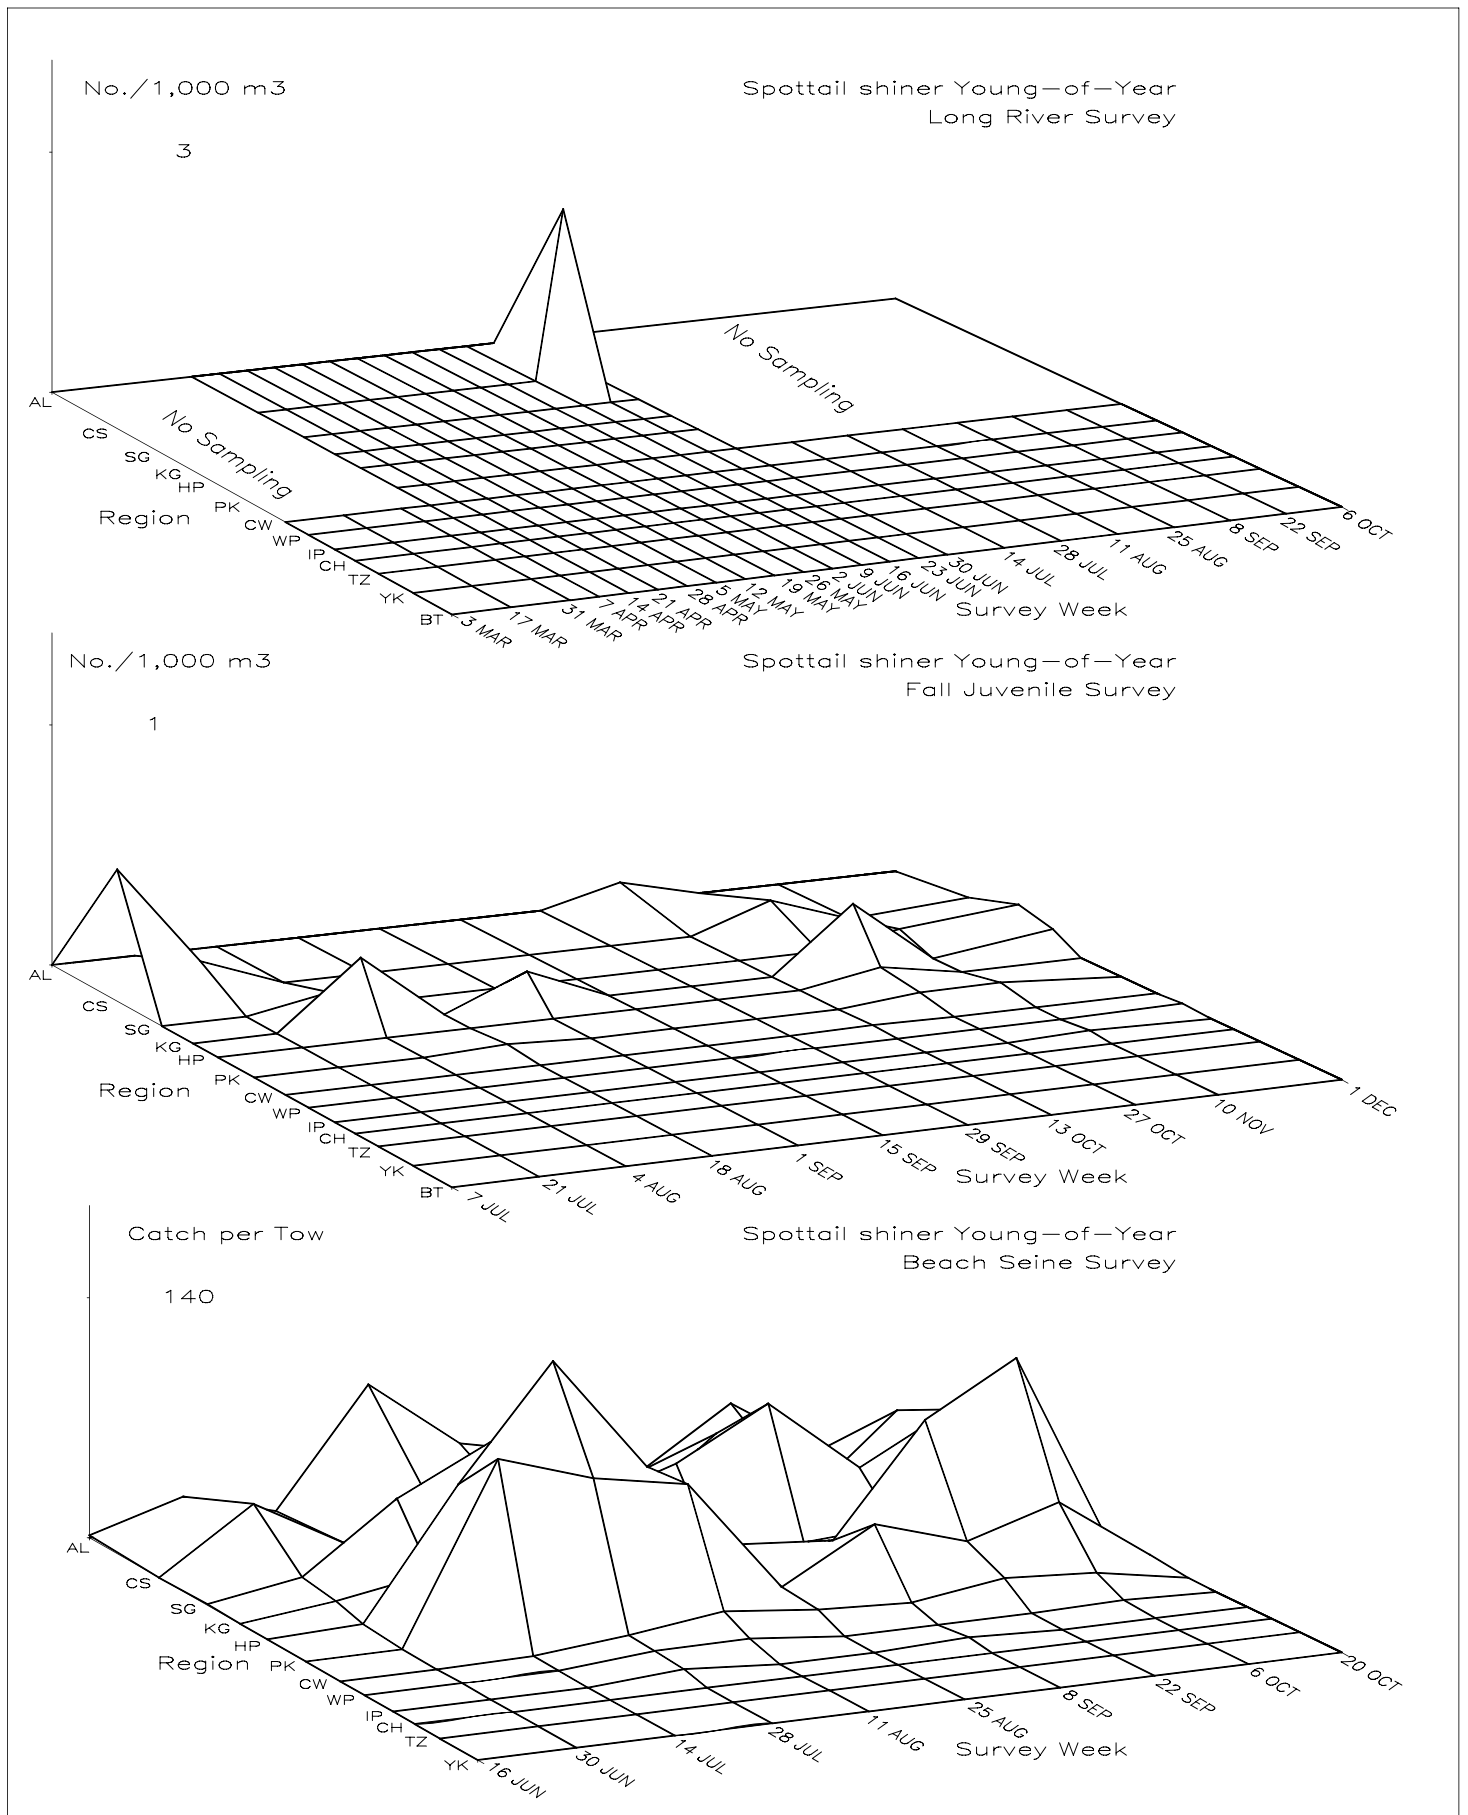 No./1,000 m3
Spottail shiner Young-of-Year
Long River Survey
3
No Sampling
No Sampling
AL
CS
SG
KG
HP
PK
CW
WP
IP
CH
TZ
YK
BT
Region
3 MAR
17 MAR
31 MAR
7 APR
14 APR
21 APR
28 APR
5 MAY
12 MAY
19 MAY
26 MAY
2 JUN
9 JUN
16 JUN
23 JUN
30 JUN
14 JUL
28 JUL
11 AUG
25 AUG
8 SEP
22 SEP
6 OCT
Survey Week
No./1,000 m3
Spottail shiner Young-of-Year
Fall Juvenile Survey
1
AL
CS
SG
KG
HP
PK
CW
WP
IP
CH
TZ
YK
BT
Region
7 JUL
21 JUL
4 AUG
18 AUG
1 SEP
15 SEP
29 SEP
13 OCT
27 OCT
10 NOV
1 DEC
Survey Week
Catch per Tow
Spottail shiner Young-of-Year
Beach Seine Survey
140
AL
CS
SG
KG
HP
PK
CW
WP
IP
CH
TZ
YK
Region
16 JUN
30 JUN
14 JUL
28 JUL
11 AUG
25 AUG
8 SEP
22 SEP
6 OCT
20 OCT
Survey Week